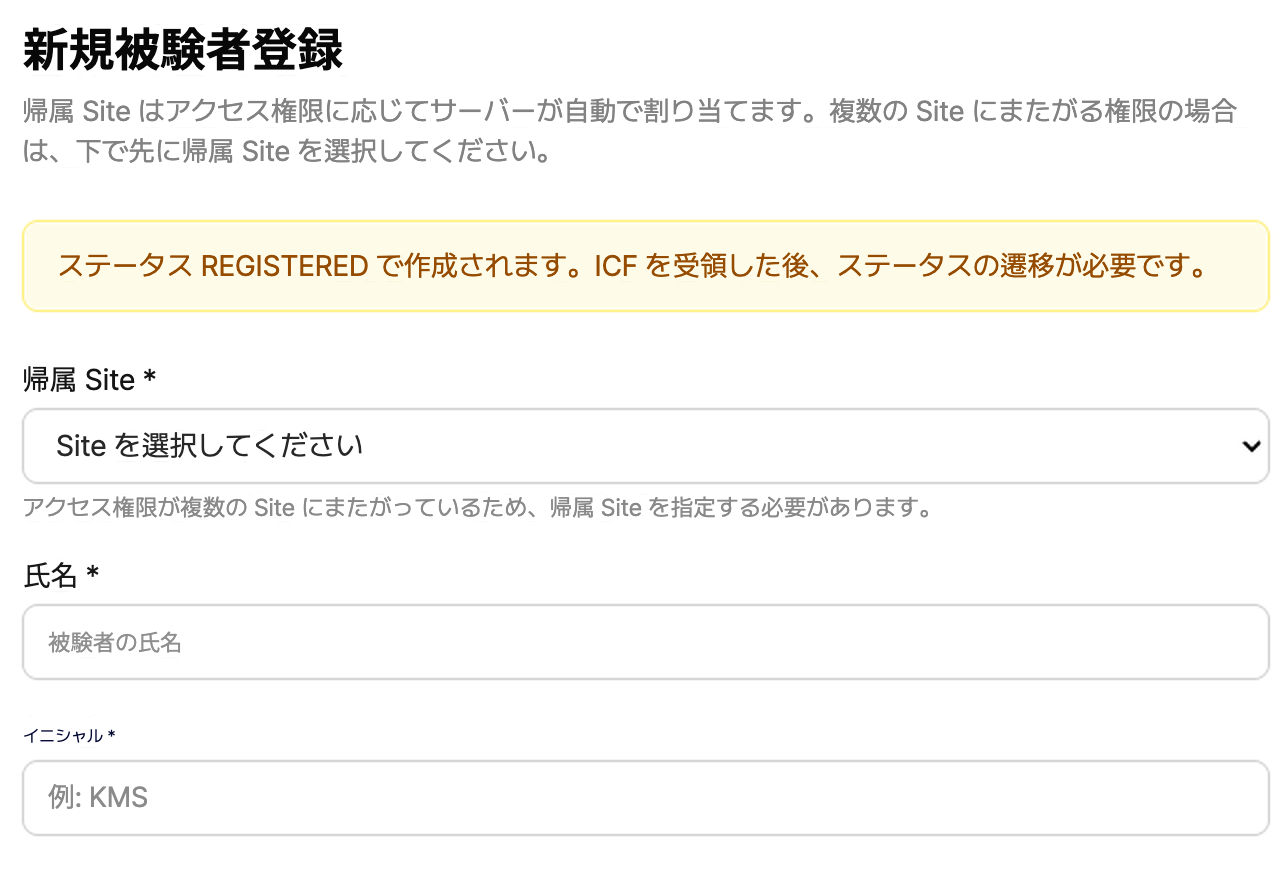 新規被験者登録
帰属 Site はアクセス権限に応じてサーバーが自動で割り当てます。複数の Site にまたがる権限の場合
は、下で先に帰属 Site を選択してください。
ステータス REGISTERED で作成されます。ICF を受領した後、ステータスの遷移が必要です。
帰属 Site *
Site を選択してください
アクセス権限が複数の Site にまたがっているため、帰属 Site を指定する必要があります。
氏名 *
被験者の氏名
イニシャル *
例: KMS